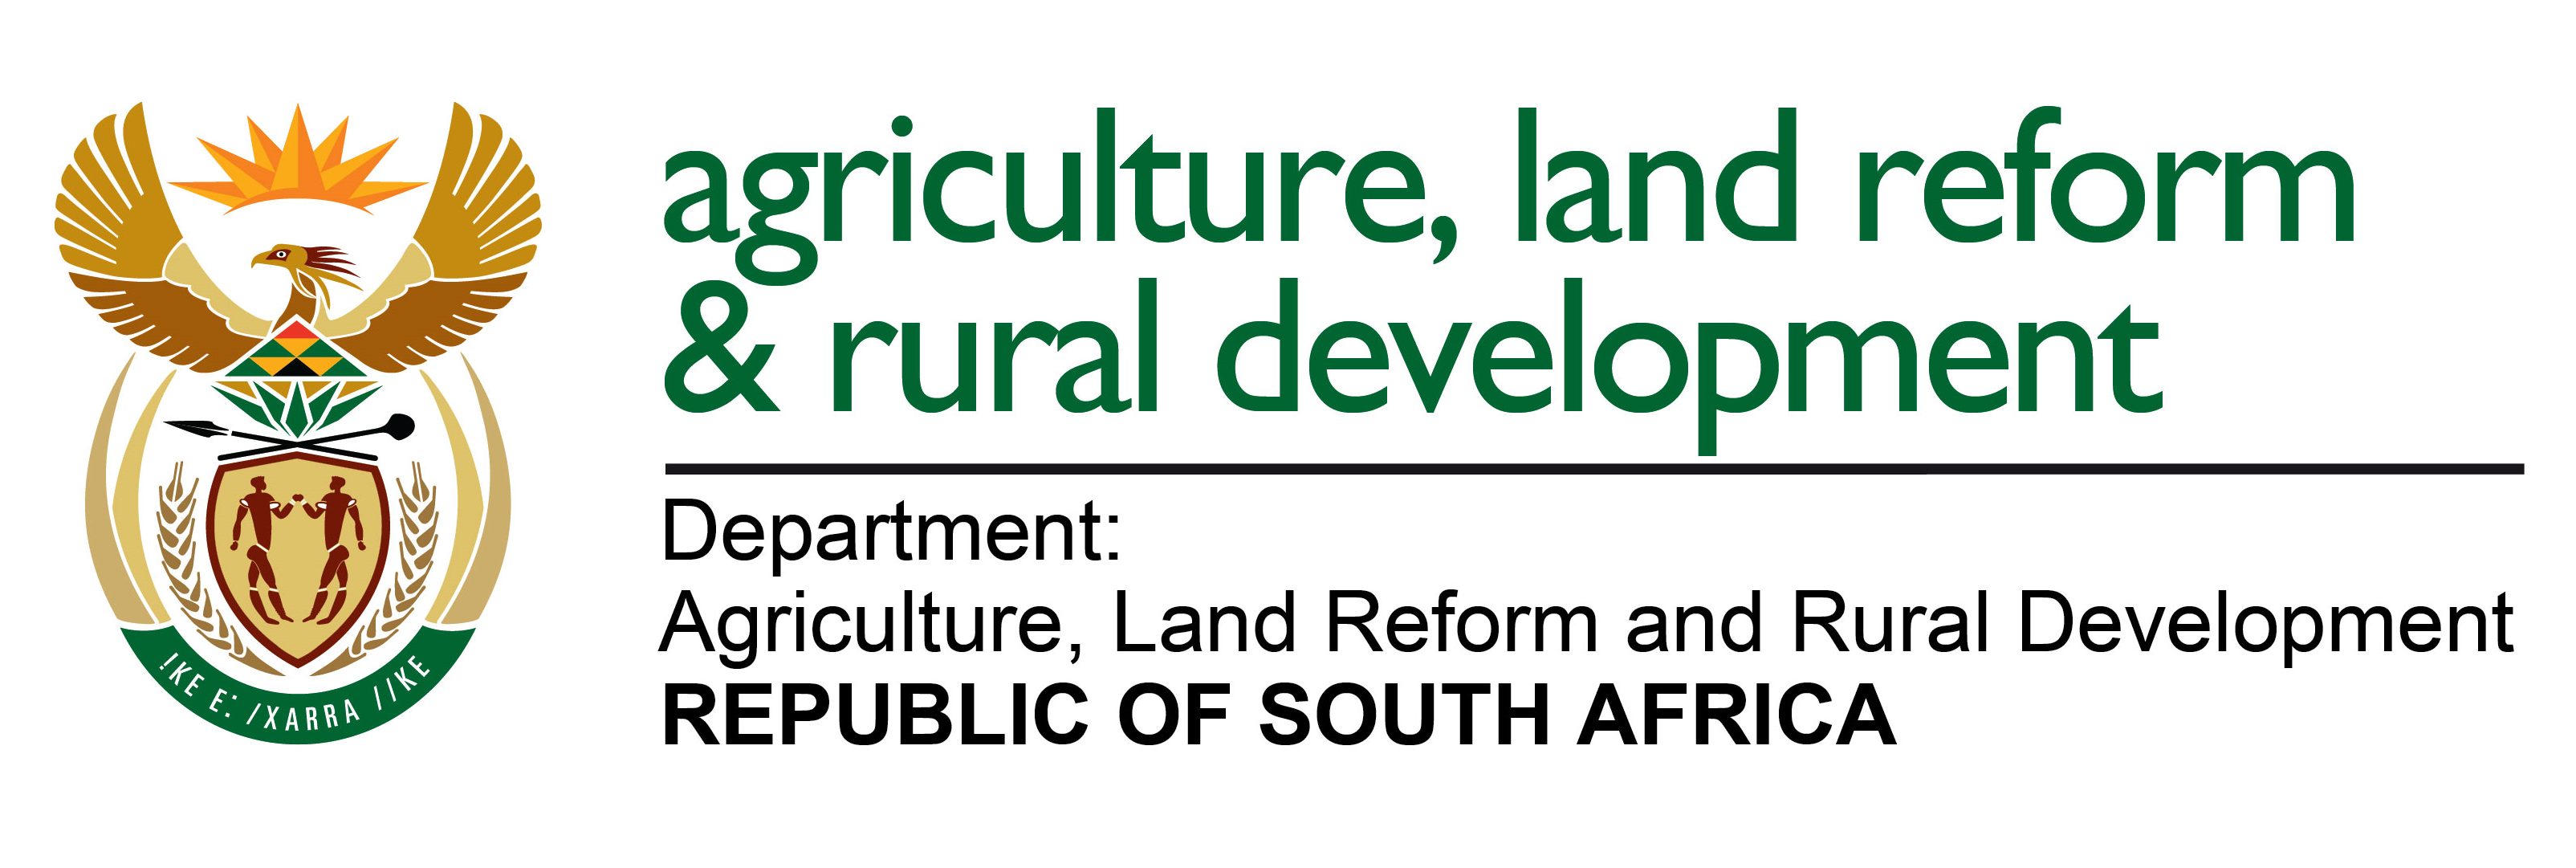 agriculture, land reform
& rural development
Department:
Agriculture, Land Reform and Rural Development
REPUBLIC OF SOUTH AFRICA
!KE E: /XARRA //KE